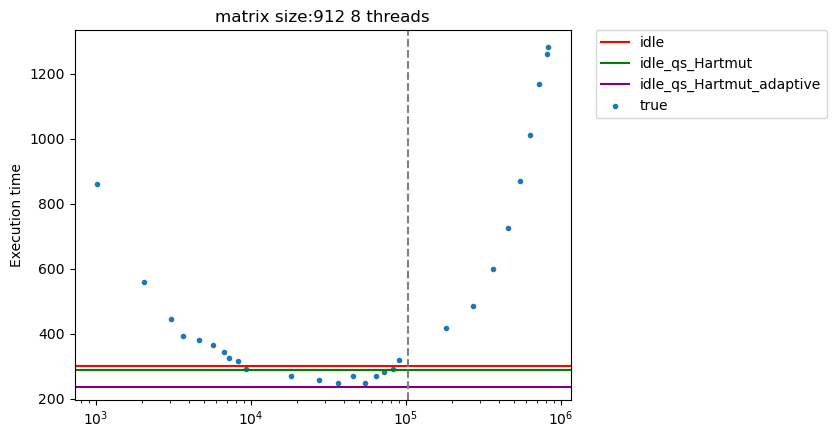 matrix size:912 8 threads
idle
idle_qs_Hartmut
idle_qs_Hartmut_adaptive
true
Execution time
1200
1000
800
600
400
200
10³
10⁴
10⁵
10⁶